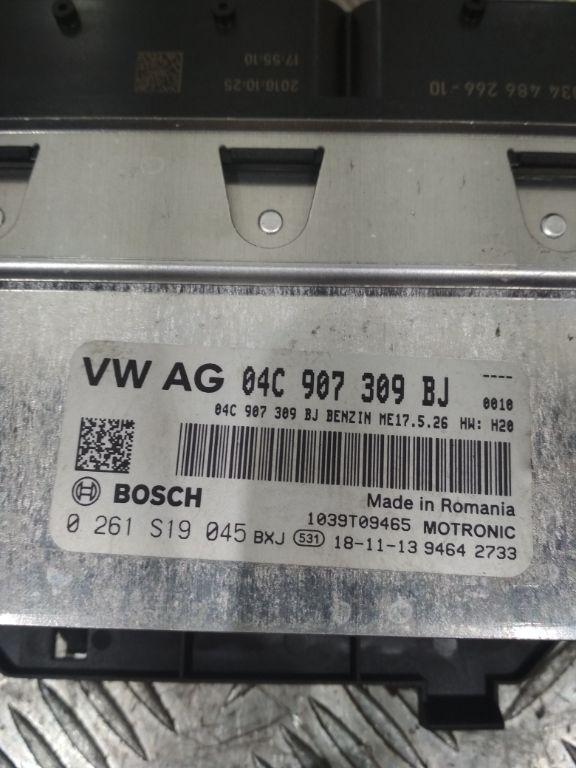 17:55:10
2018-10-25
034 486 266-10
VW AG 04C 907 309 BJ
----
0010
04C 907 309 BJ BENZIN ME17.5.26 HW: H20
BOSCH
Made in Romania
1039T09465 MOTRONIC
0 261 S19 045 BXJ 531 18-11-13 9464 2733